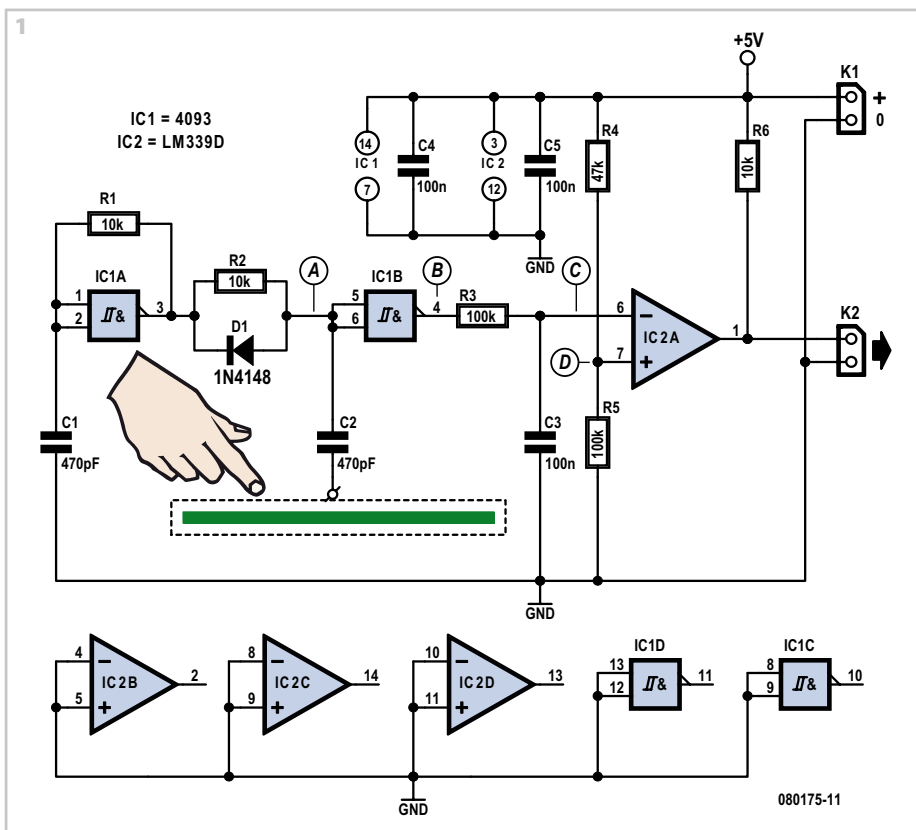 1
+5V
K1
+
0
IC1 = 4093
IC2 = LM339D
14
IC 1
7
C4
100n
3
IC 2
12
C5
100n
R4
47k
R6
10k
GND
R1
10k
IC1A
1
2
3
&
R2
10k
D1
1N4148
A
IC1B
5
6
4
&
B
R3
100k
C
6
7
1
IC2A
D
K2
C1
470pF
C2
470pF
C3
100n
R5
100k
GND
4
5
IC2B
2
8
9
IC2C
14
10
11
IC2D
13
IC1D
13
12
&
11
IC1C
8
9
&
10
GND
080175-11